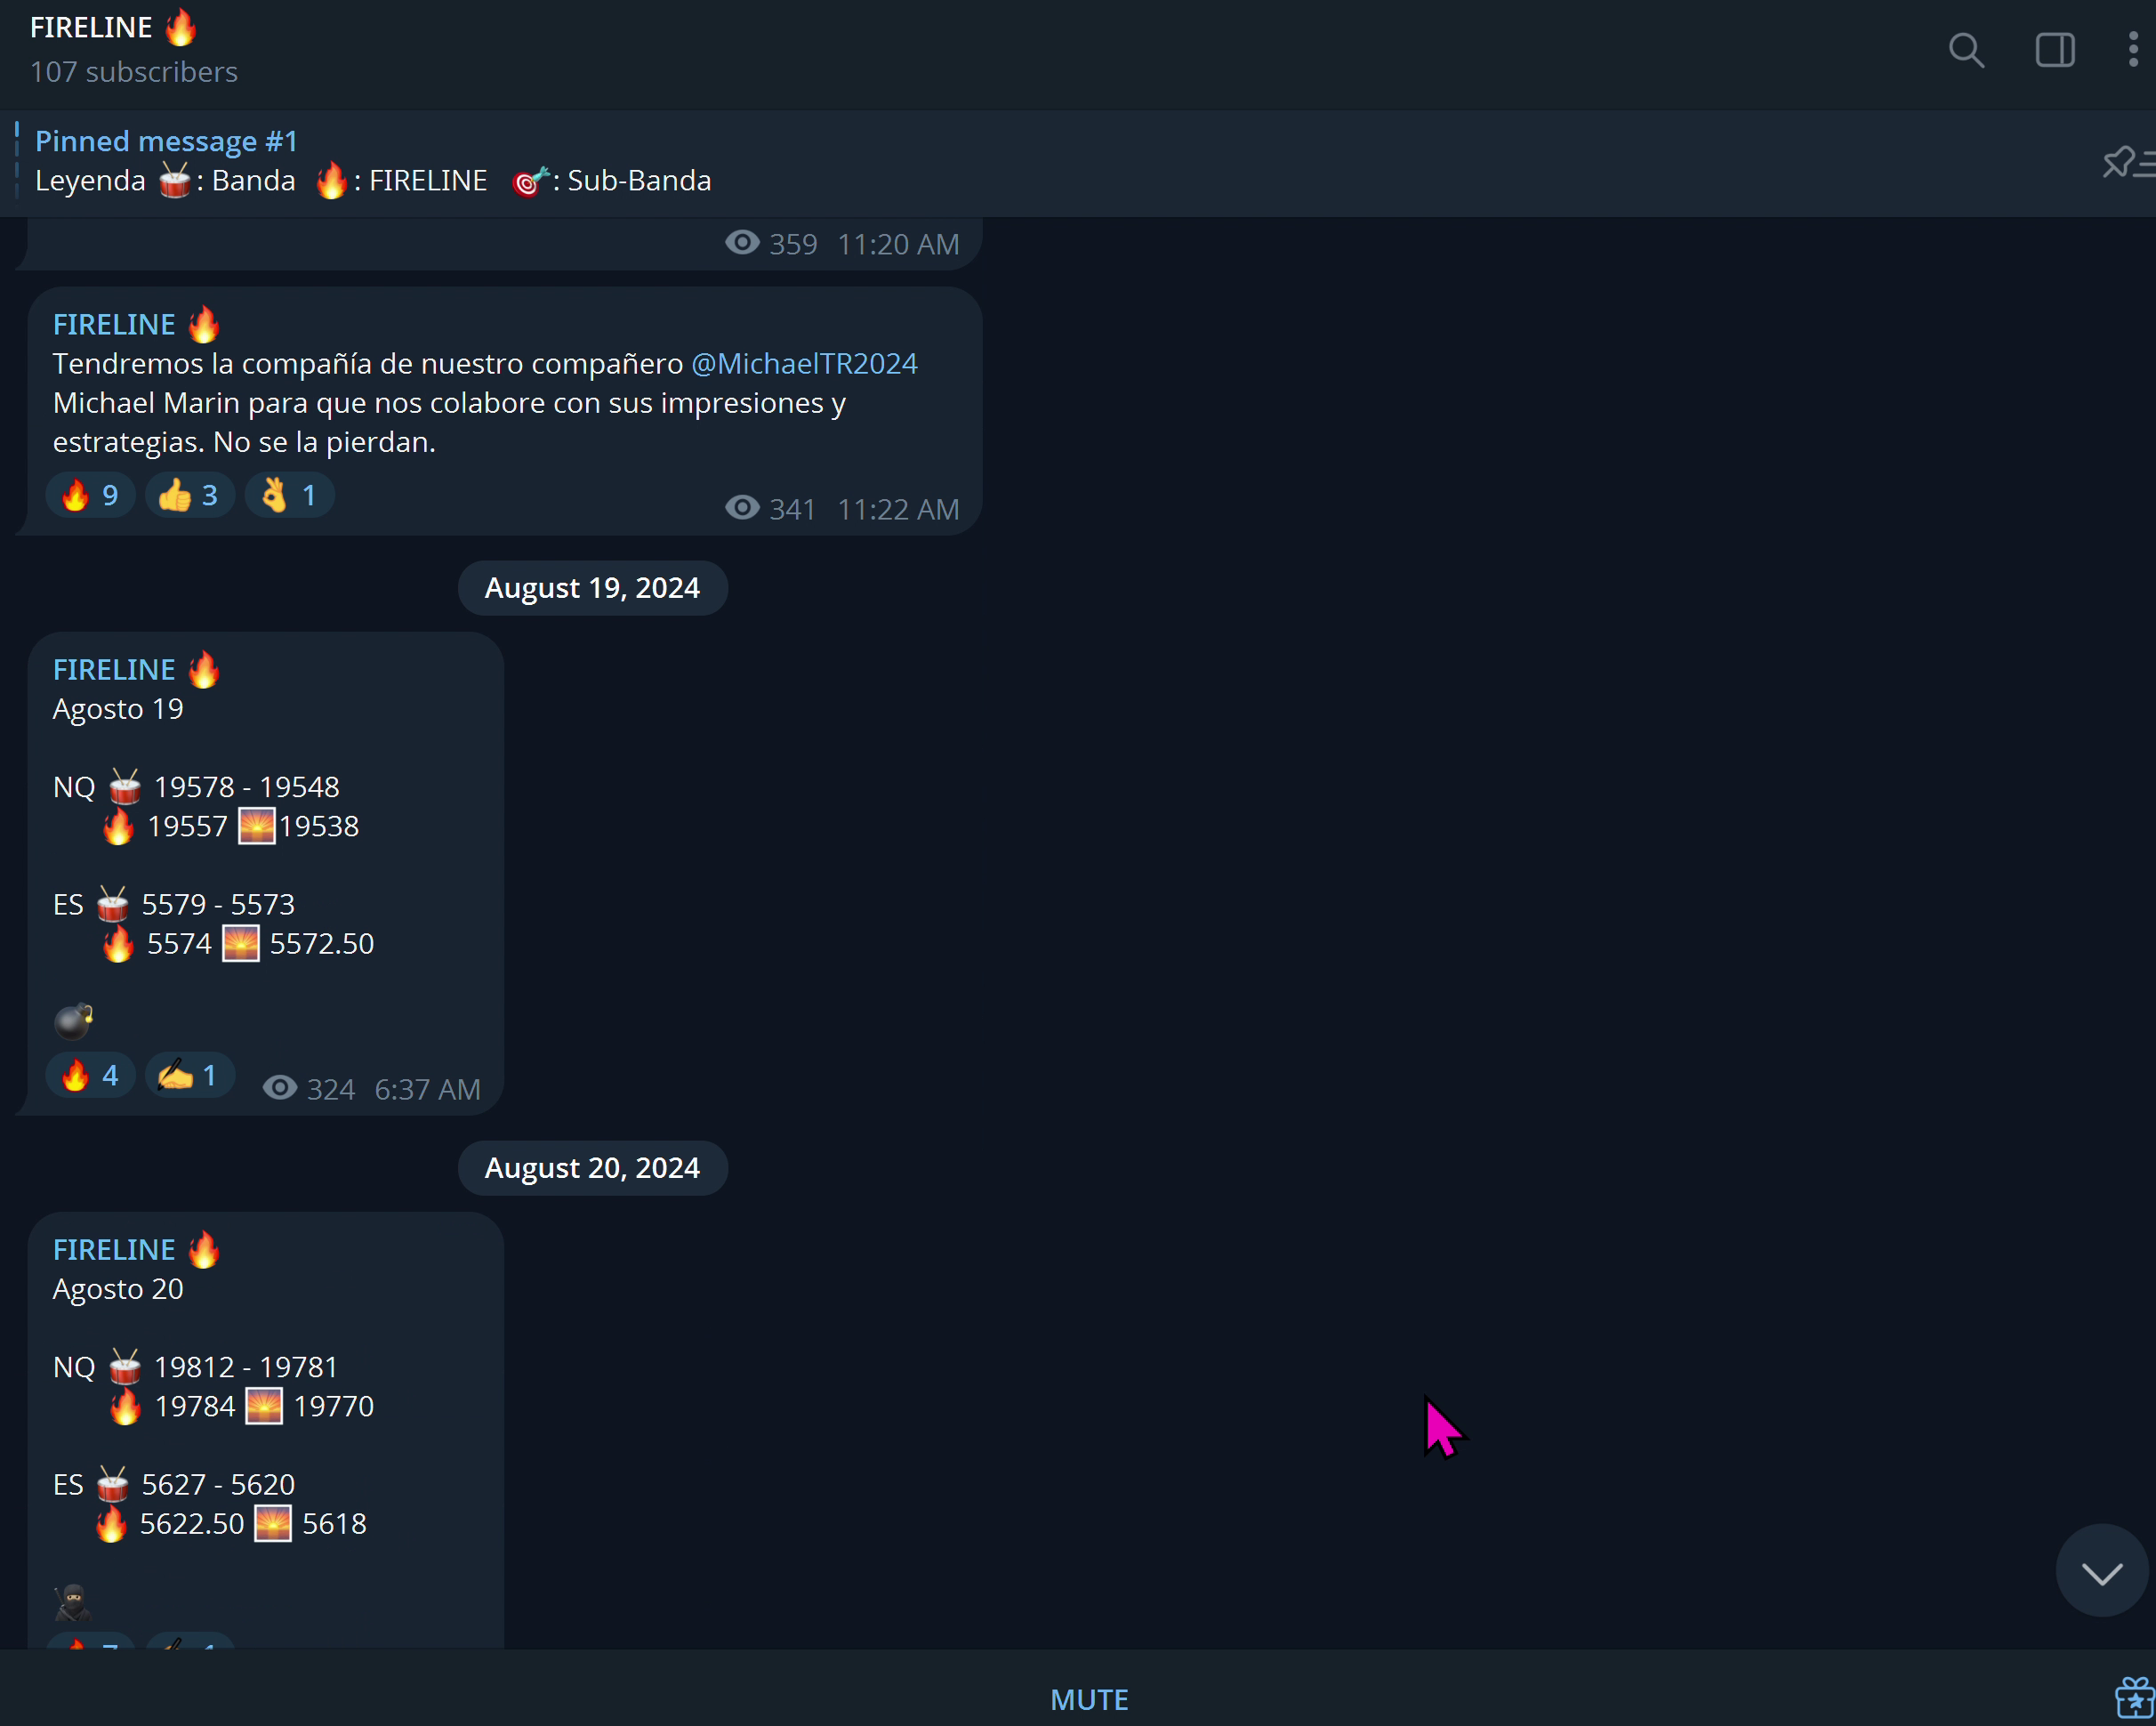 FIRELINE 🔥
107 subscribers
Pinned message #1
Leyenda 🥁: Banda 🔥: FIRELINE 🎯: Sub-Banda
359 11:20 AM
FIRELINE 🔥
Tendremos la compañía de nuestro compañero @MichaelTR2024
Michael Marin para que nos colabore con sus impresiones y
estrategias. No se la pierdan.
🔥 9 👍 3 👌 1 341 11:22 AM
August 19, 2024
FIRELINE 🔥
Agosto 19
NQ 🥁 19578 - 19548
🔥 19557 🌅19538
ES 🥁 5579 - 5573
🔥 5574 🌅 5572.50
💣
🔥 4 ✍ 1 324 6:37 AM
August 20, 2024
FIRELINE 🔥
Agosto 20
NQ 🥁 19812 - 19781
🔥 19784 🌅 19770
ES 🥁 5627 - 5620
🔥 5622.50 🌅 5618
🥷
MUTE